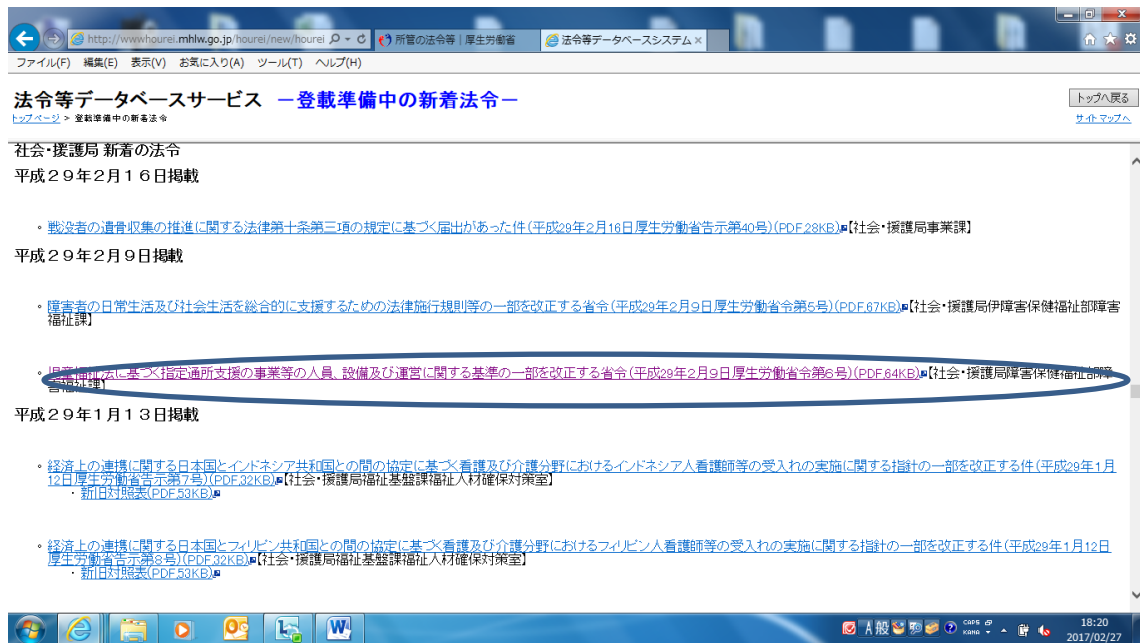 http://wwwhourei.mhlw.go.jp/hourei/new/hourei
所管の法令等｜厚生労働省
法令等データベースシステム
ファイル(F) 編集(E) 表示(V) お気に入り(A) ツール(T) ヘルプ(H)
法令等データベースサービス －登載準備中の新着法令－
トップへ戻る
トップページ > 登載準備中の新着法令
サイトマップへ
社会・援護局 新着の法令
平成２９年２月１６日掲載
戦没者の遺骨収集の推進に関する法律第十条第三項の規定に基づく届出があった件(平成29年2月16日厚生労働省告示第40号)(PDF,28KB)【社会・援護局事業課】
平成２９年２月９日掲載
障害者の日常生活及び社会生活を総合的に支援するための法律施行規則等の一部を改正する省令(平成29年2月9日厚生労働省令第5号)(PDF,67KB)【社会・援護局伊障害保健福祉部障害
福祉課】
児童福祉法に基づく指定通所支援の事業等の人員、設備及び運営に関する基準の一部を改正する省令(平成29年2月9日厚生労働省令第6号)(PDF,64KB)【社会・援護局障害保健福祉部障
害福祉課】
平成２９年１月１３日掲載
経済上の連携に関する日本国とインドネシア共和国との間の協定に基づく看護及び介護分野におけるインドネシア人看護師等の受入れの実施に関する指針の一部を改正する件(平成29年1月
12日厚生労働省告示第7号)(PDF,32KB)【社会・援護局福祉基盤課福祉人材確保対策室】
・ 新旧対照表(PDF,53KB)
経済上の連携に関する日本国とフィリピン共和国との間の協定に基づく看護及び介護分野におけるフィリピン人看護師等の受入れの実施に関する指針の一部を改正する件(平成29年1月12日
厚生労働省告示第8号)(PDF,32KB)【社会・援護局福祉基盤課福祉人材確保対策室】
・ 新旧対照表(PDF,53KB)
A 般 CAPS KANA
18:20
2017/02/27